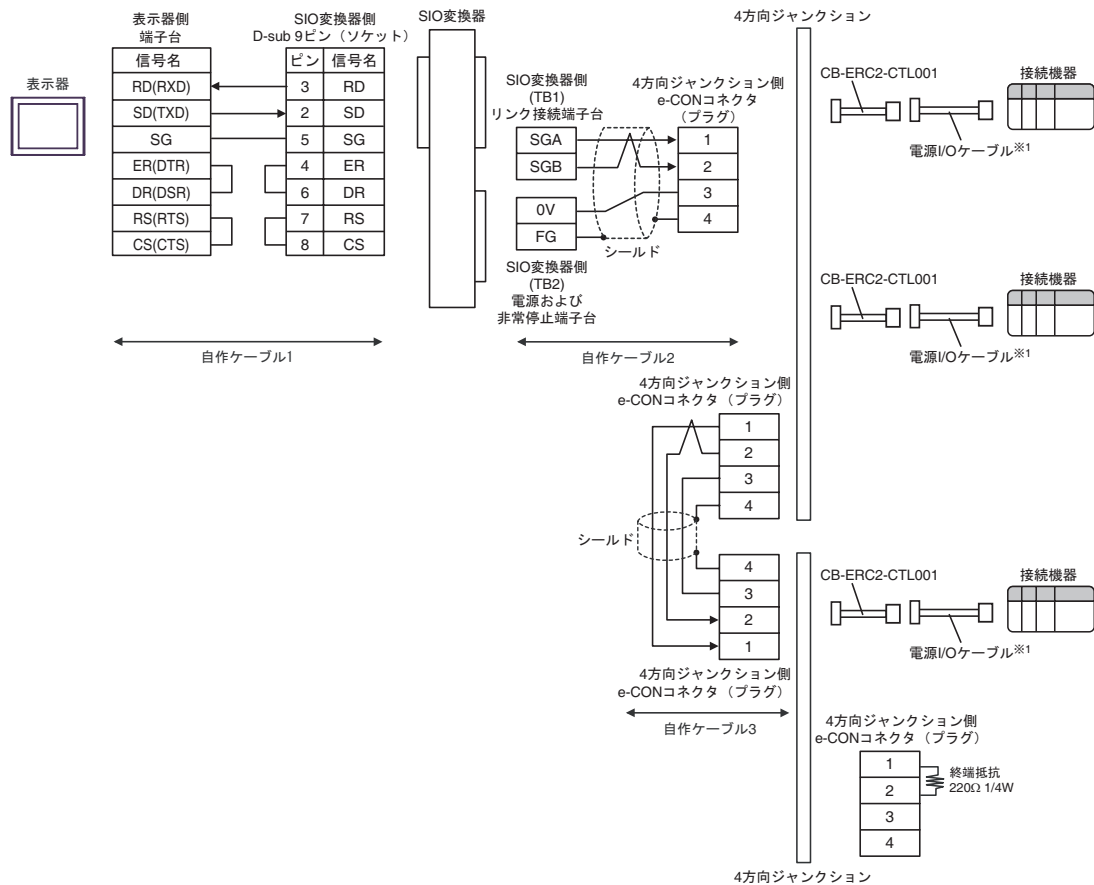 表示器
表示器側
端子台
信号名
RD(RXD)
SD(TXD)
SG
ER(DTR)
DR(DSR)
RS(RTS)
CS(CTS)
SIO変換器側
D-sub 9ピン（ソケット）
ピン 信号名
3 RD
2 SD
5 SG
4 ER
6 DR
7 RS
8 CS
自作ケーブル1
SIO変換器
SIO変換器側
(TB1)
リンク接続端子台
SGA
SGB
0V
FG
SIO変換器側
(TB2)
電源および
非常停止端子台
シールド
4方向ジャンクション側
e-CONコネクタ
（プラグ）
1
2
3
4
自作ケーブル2
4方向ジャンクション
CB-ERC2-CTL001
接続機器
電源I/Oケーブル※1
CB-ERC2-CTL001
接続機器
電源I/Oケーブル※1
4方向ジャンクション側
e-CONコネクタ（プラグ）
1
2
3
4
シールド
4
3
2
1
4方向ジャンクション側
e-CONコネクタ（プラグ）
自作ケーブル3
CB-ERC2-CTL001
接続機器
電源I/Oケーブル※1
4方向ジャンクション側
e-CONコネクタ（プラグ）
1
2
3
4
終端抵抗
220Ω 1/4W
4方向ジャンクション